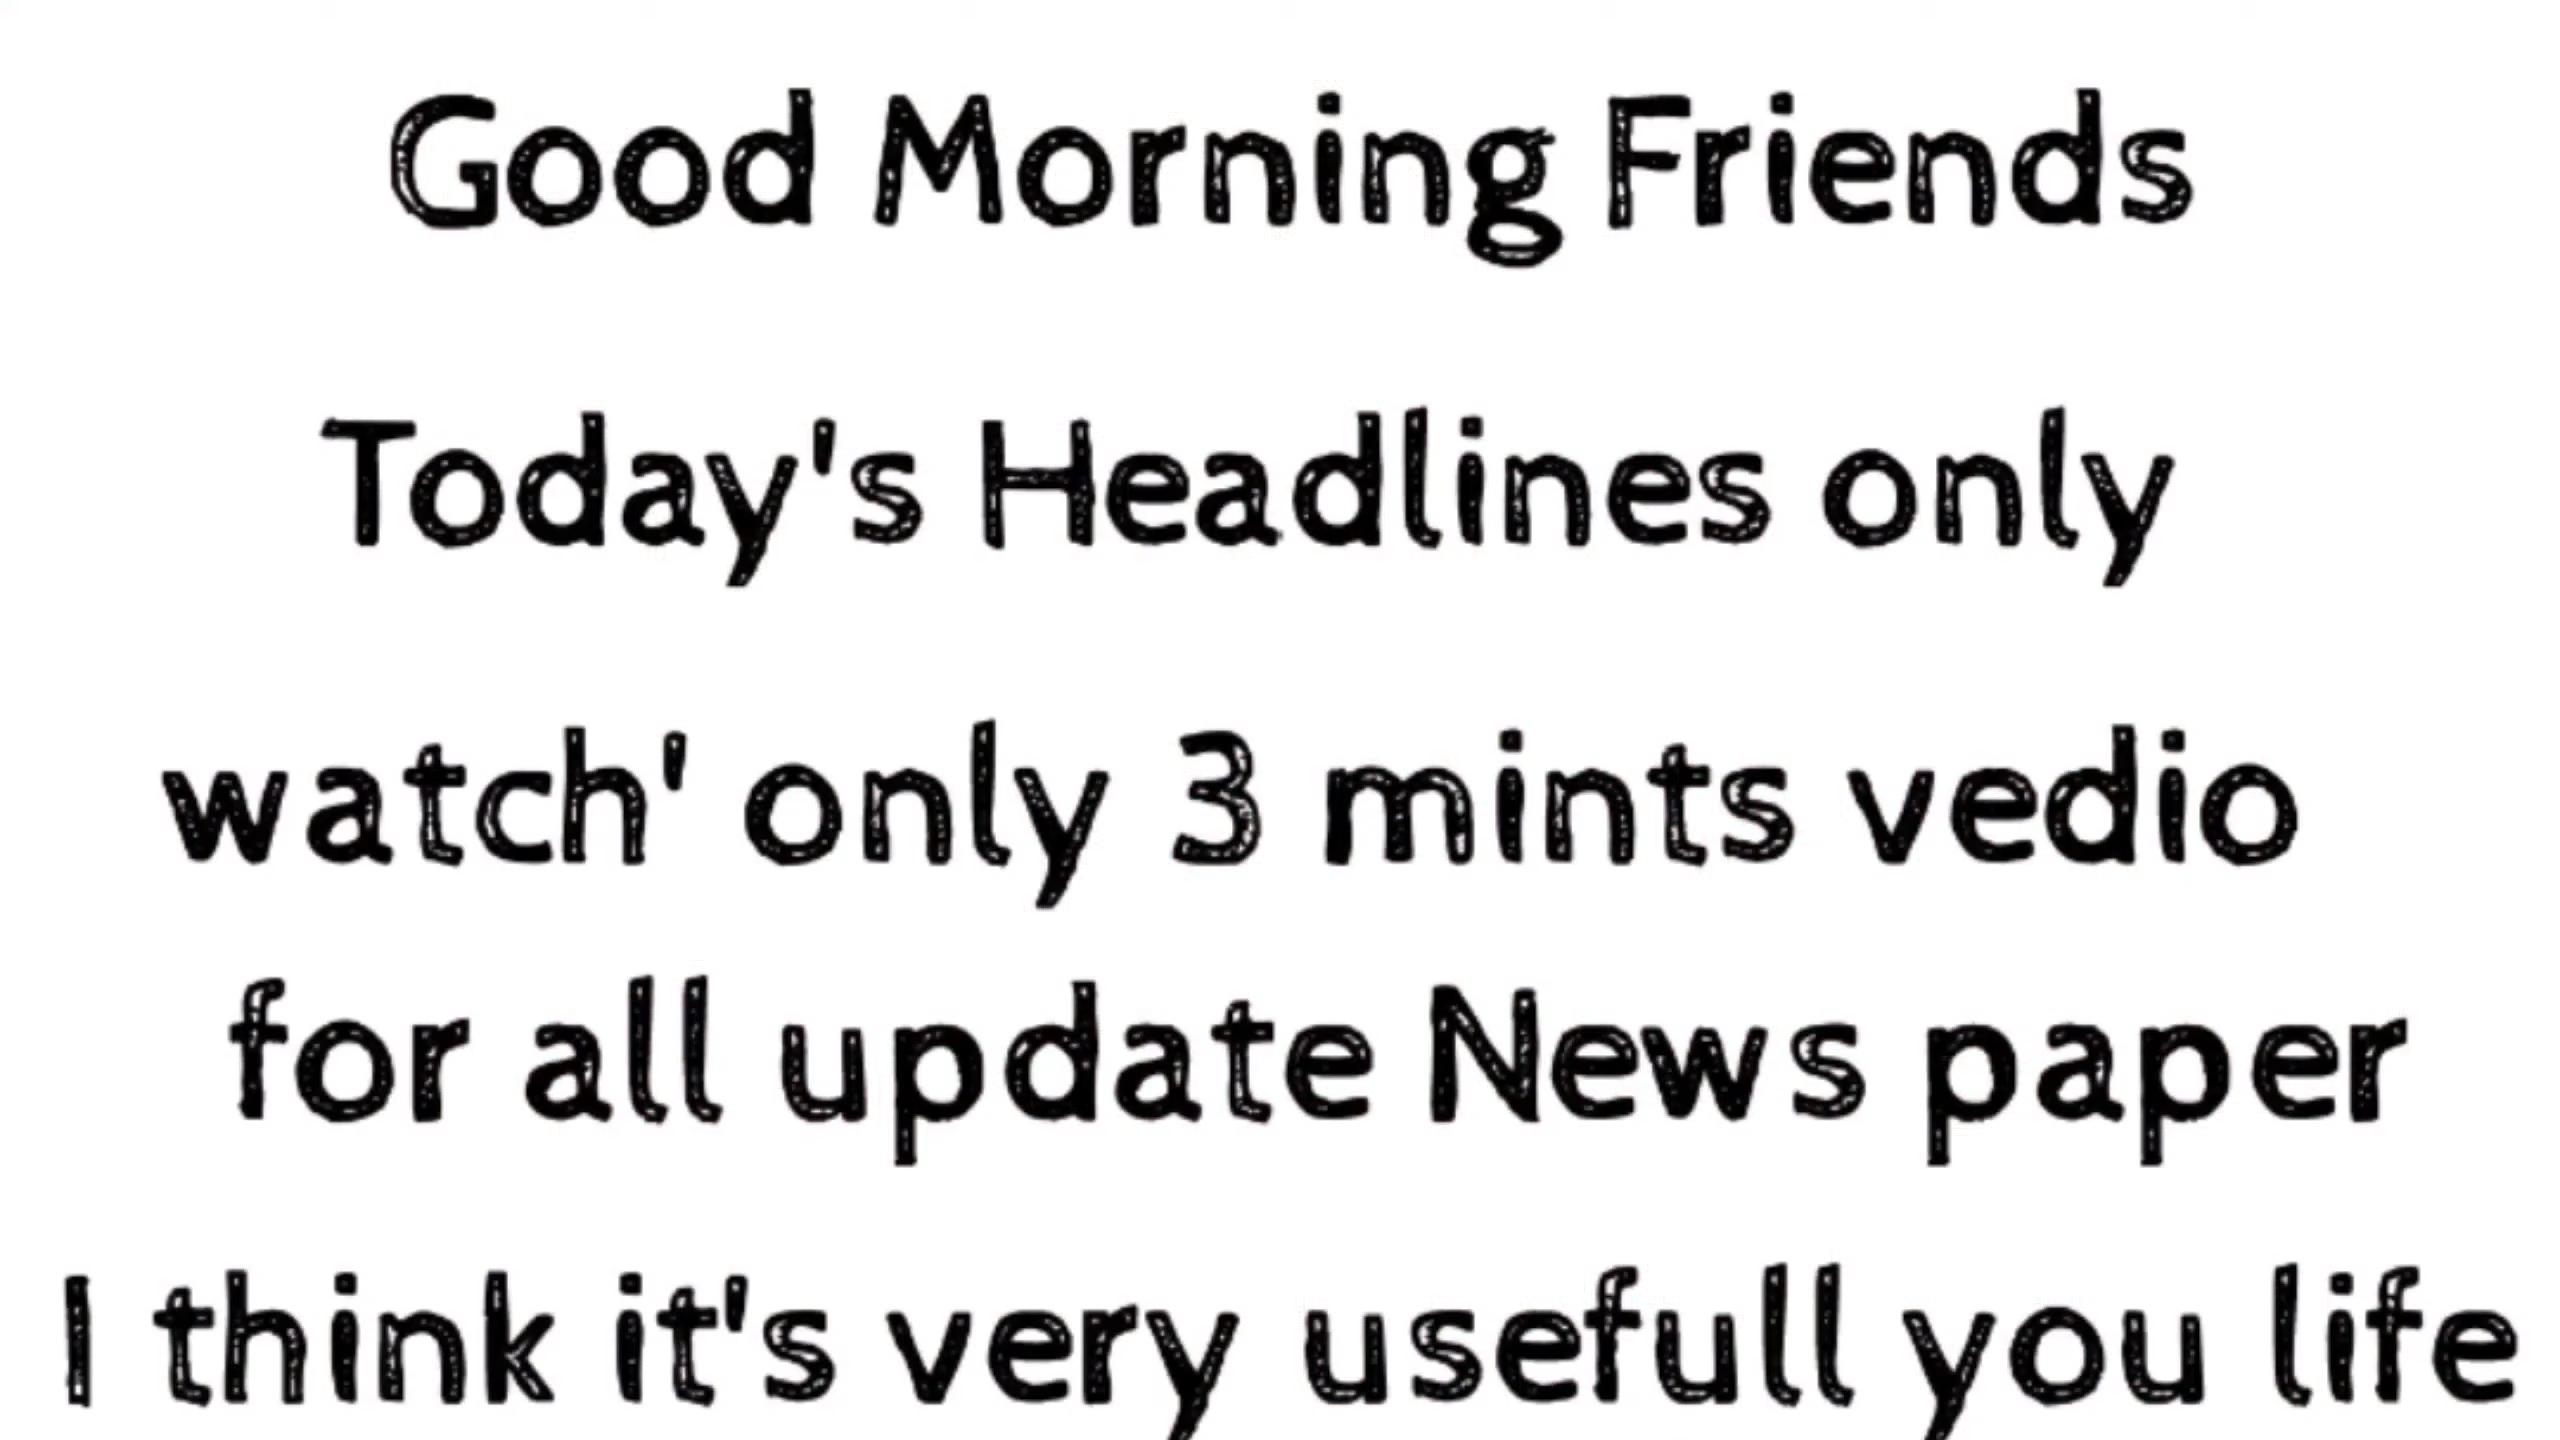 Good Morning Friends
Today's Headlines only
watch' only 3 mints vedio
for all update News paper
I think it's very usefull you life